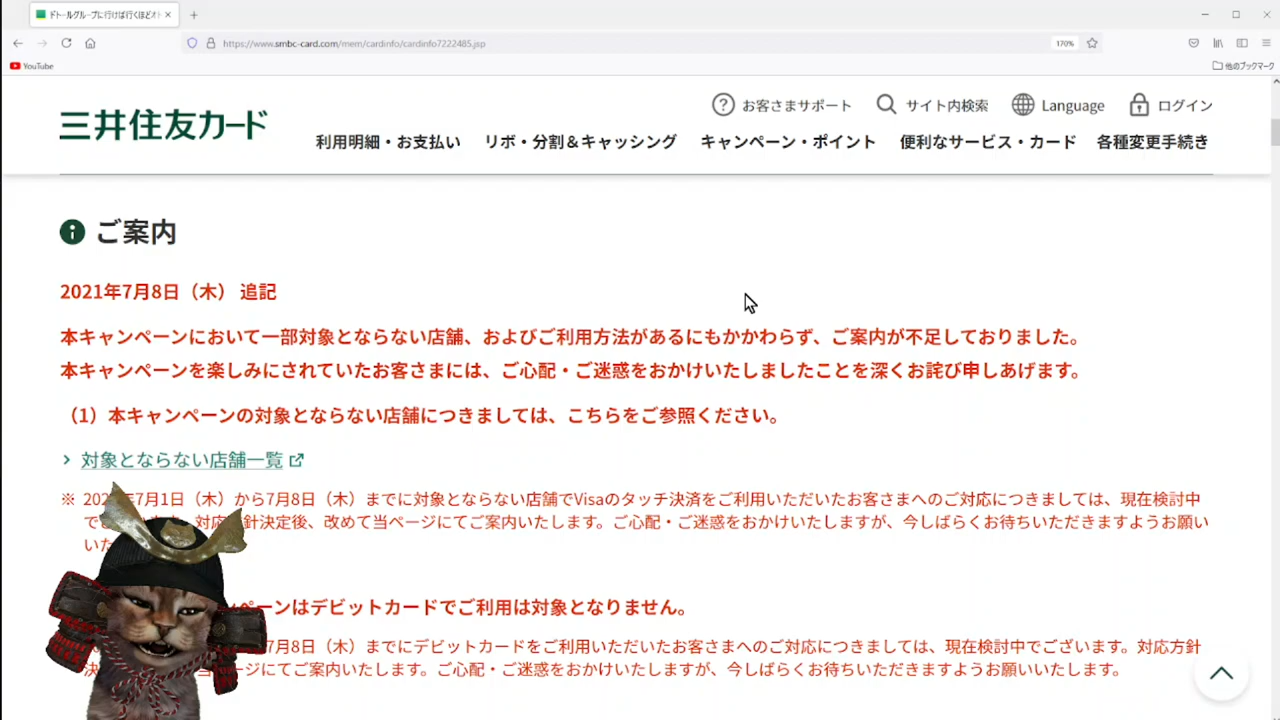 ドトールグループに行けば行くほどオト
https://www.smbc-card.com/mem/cardinfo/cardinfo7222485.jsp
170%
YouTube
他のブックマーク
三井住友カード
お客さまサポート
サイト内検索
Language
ログイン
利用明細・お支払い
リボ・分割＆キャッシング
キャンペーン・ポイント
便利なサービス・カード
各種変更手続き
ご案内
2021年7月8日（木） 追記
本キャンペーンにおいて一部対象とならない店舗、およびご利用方法があるにもかかわらず、ご案内が不足しておりました。
本キャンペーンを楽しみにされていたお客さまには、ご心配・ご迷惑をおかけいたしましたことを深くお詫び申しあげます。
（1）本キャンペーンの対象とならない店舗につきましては、こちらをご参照ください。
対象とならない店舗一覧
※ 2021年7月1日（木）から7月8日（木）までに対象とならない店舗でVisaのタッチ決済をご利用いただいたお客さまへのご対応につきましては、現在検討中
で 対応 針決定後、改めて当ページにてご案内いたします。ご心配・ご迷惑をおかけいたしますが、今しばらくお待ちいただきますようお願い
いた
ペーンはデビットカードでご利用は対象となりません。
7月8日（木）までにデビットカードをご利用いただいたお客さまへのご対応につきましては、現在検討中でございます。対応方針
決 当ページにてご案内いたします。ご心配・ご迷惑をおかけいたしますが、今しばらくお待ちいただきますようお願いいたします。